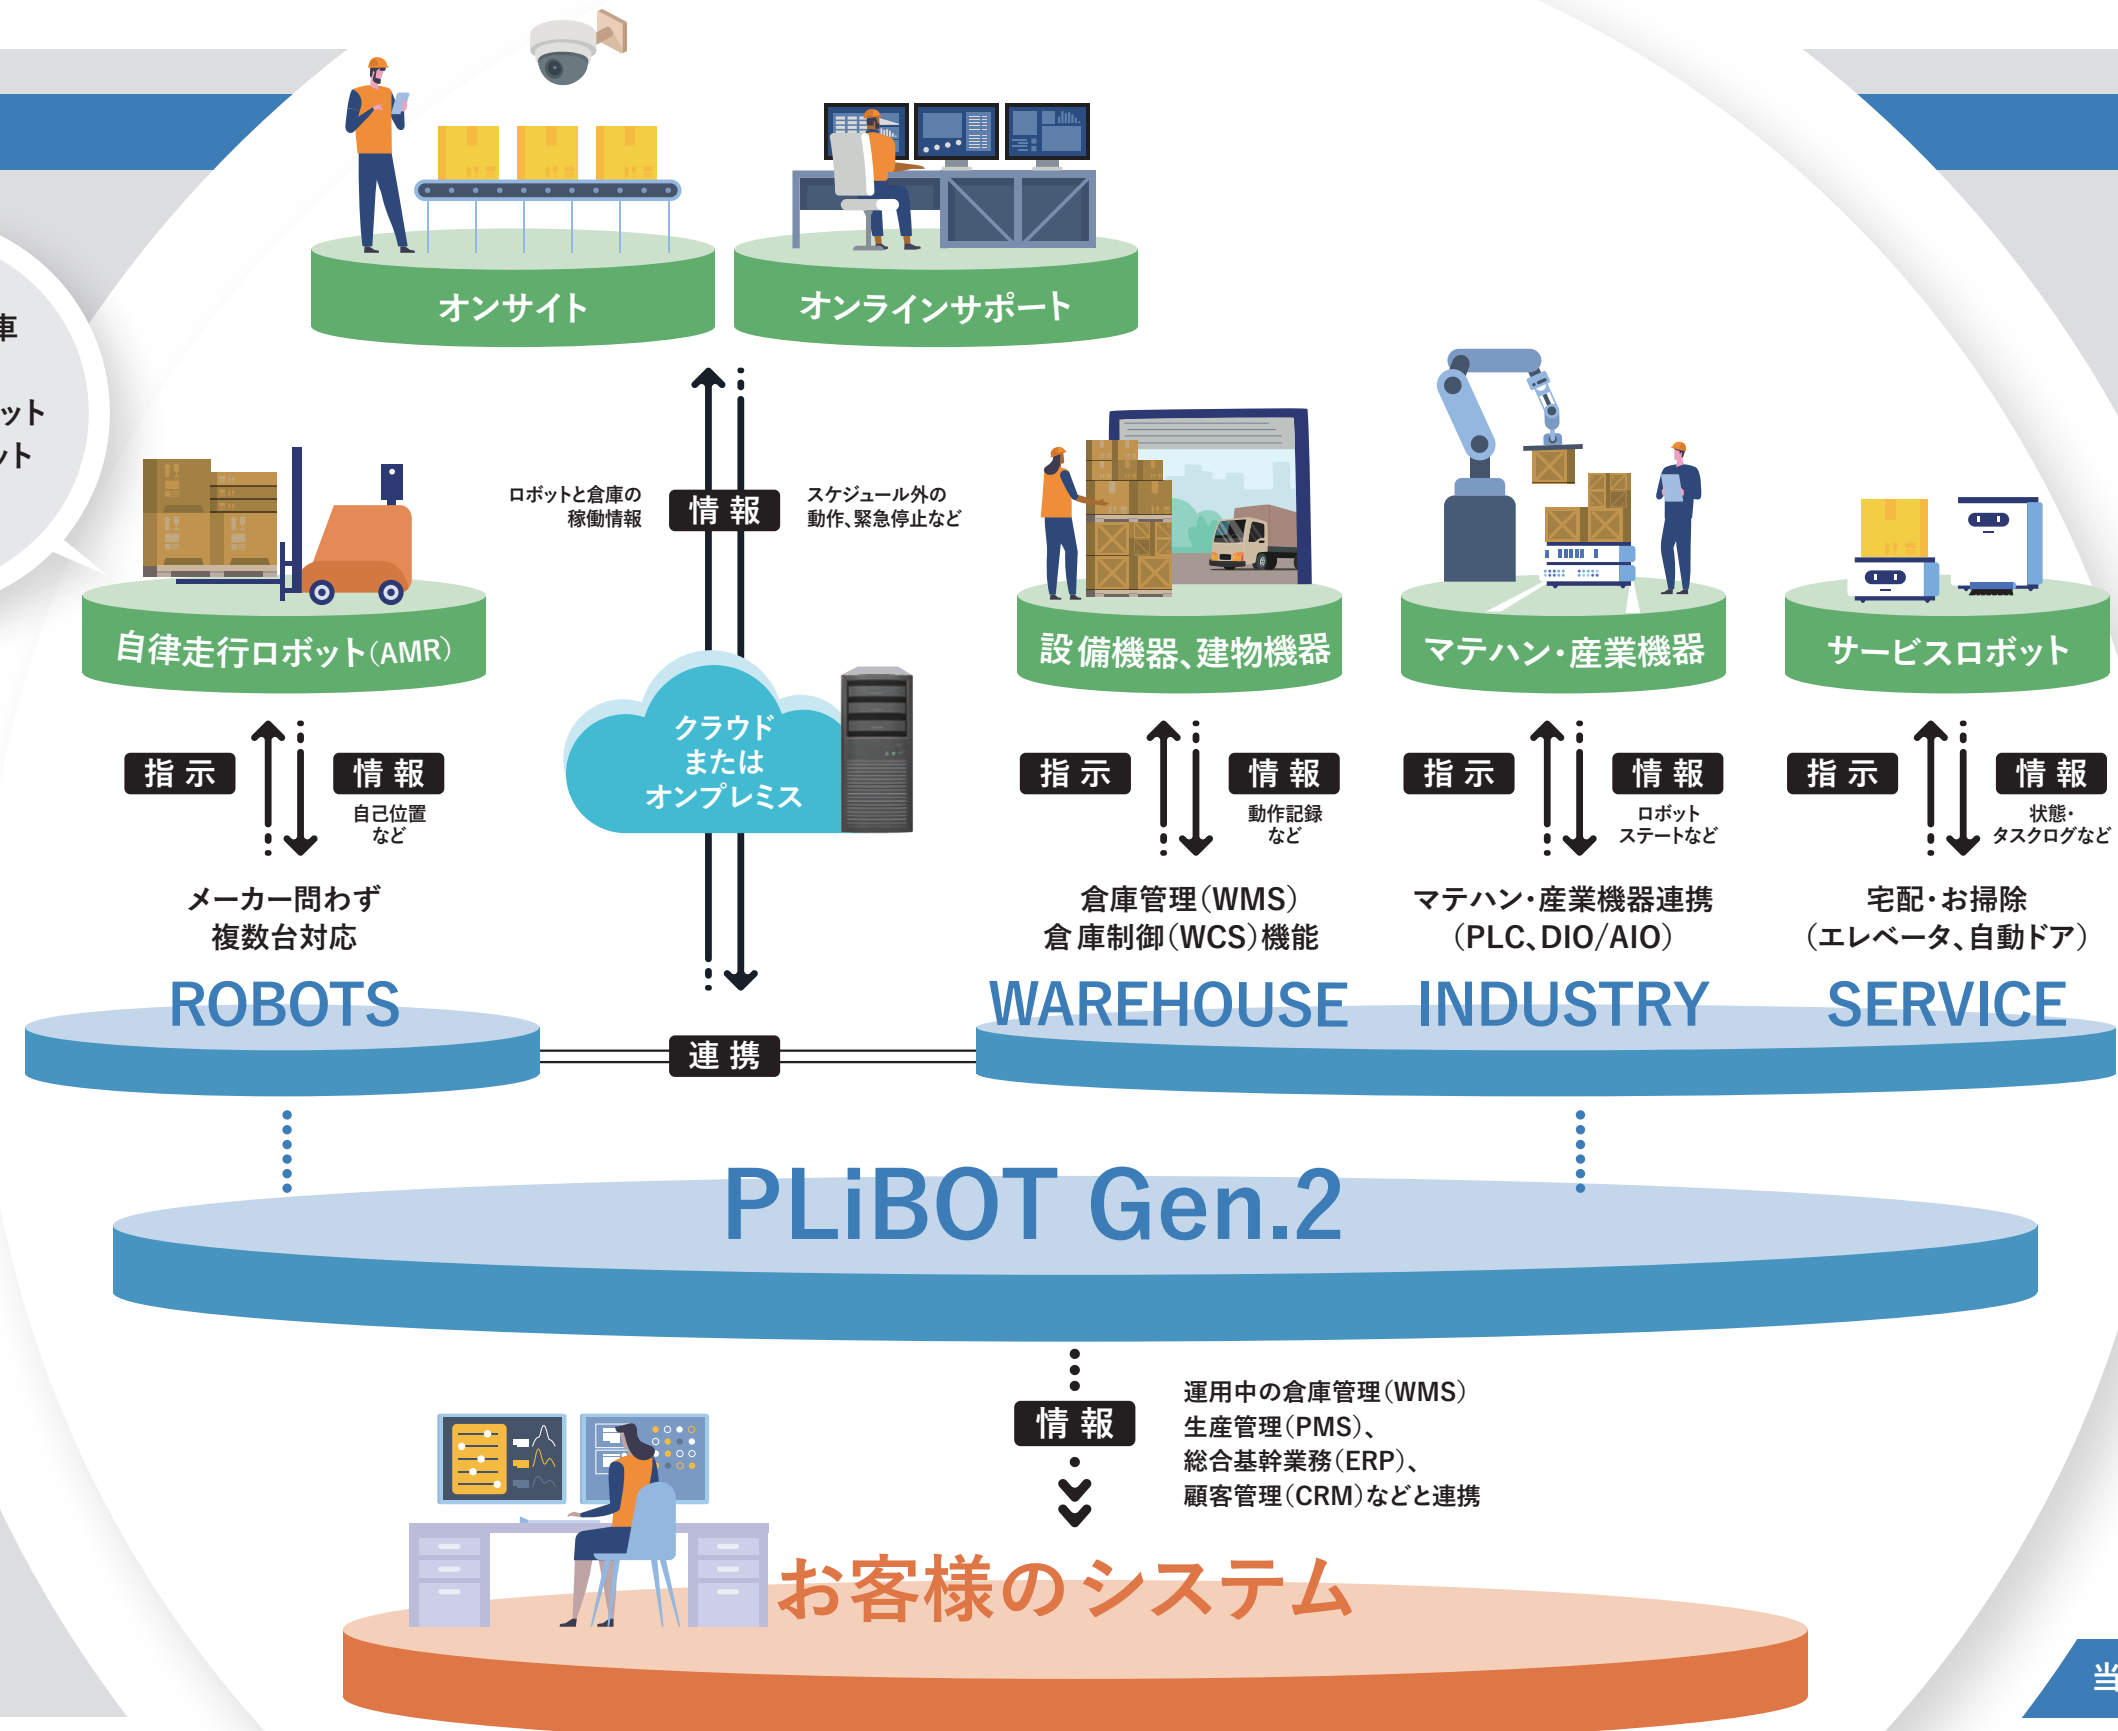 オンサイト
オンラインサポート
車
ット
ット
ロボットと倉庫の
稼働情報
情報
スケジュール外の
動作、緊急停止など
自律走行ロボット(AMR)
設備機器、建物機器
マテハン・産業機器
サービスロボット
クラウド
または
オンプレミス
指示
情報
自己位置
など
指示
情報
動作記録
など
指示
情報
ロボット
ステートなど
指示
情報
状態・
タスクログなど
メーカー問わず
複数台対応
倉庫管理(WMS)
倉庫制御(WCS)機能
マテハン・産業機器連携
(PLC、DIO/AIO)
宅配・お掃除
(エレベータ、自動ドア)
ROBOTS
WAREHOUSE
INDUSTRY
SERVICE
連携
PLiBOT Gen.2
情報
運用中の倉庫管理(WMS)
生産管理(PMS)、
総合基幹業務(ERP)、
顧客管理(CRM)などと連携
お客様のシステム
当